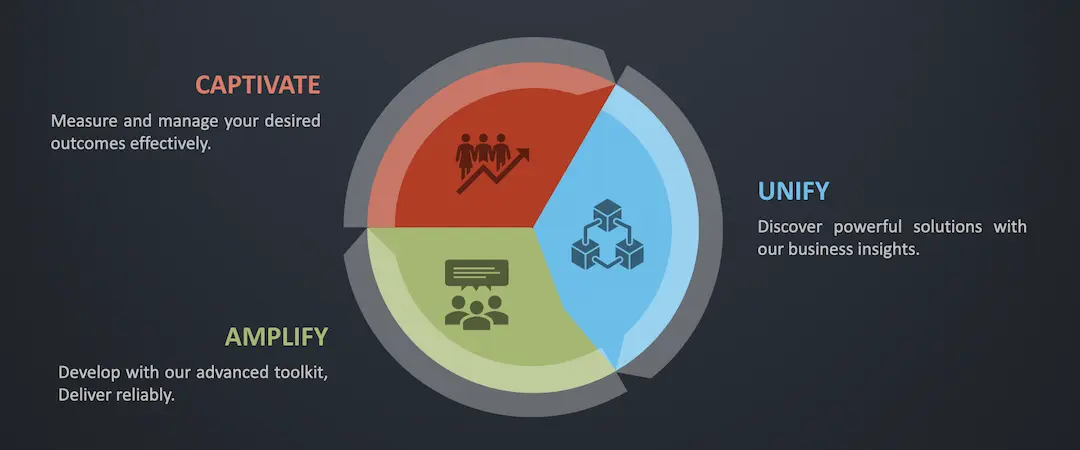 CAPTIVATE
Measure and manage your desired
outcomes effectively.
UNIFY
Discover powerful solutions with
our business insights.
AMPLIFY
Develop with our advanced toolkit,
Deliver reliably.